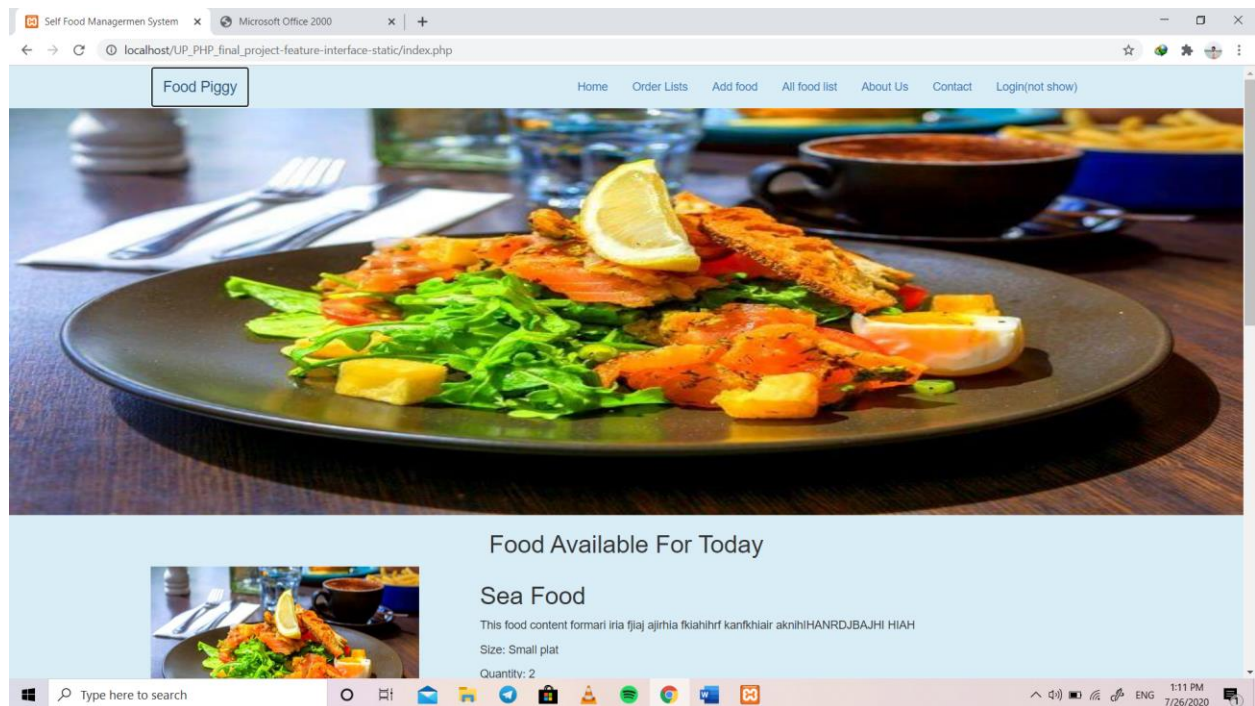 Self Food Managermen System
Microsoft Office 2000
localhost/UP_PHP_final_project-feature-interface-static/index.php
Food Piggy
Home Order Lists Add food All food list About Us Contact Login(not show)
Food Available For Today
Sea Food
This food content formari iria fjiaj ajirhia fkiahihrf kanfkhiair aknihIHANRDJBAJHI HIAH
Size: Small plat
Quantity: 2
Type here to search
ENG
1:11 PM
7/26/2020